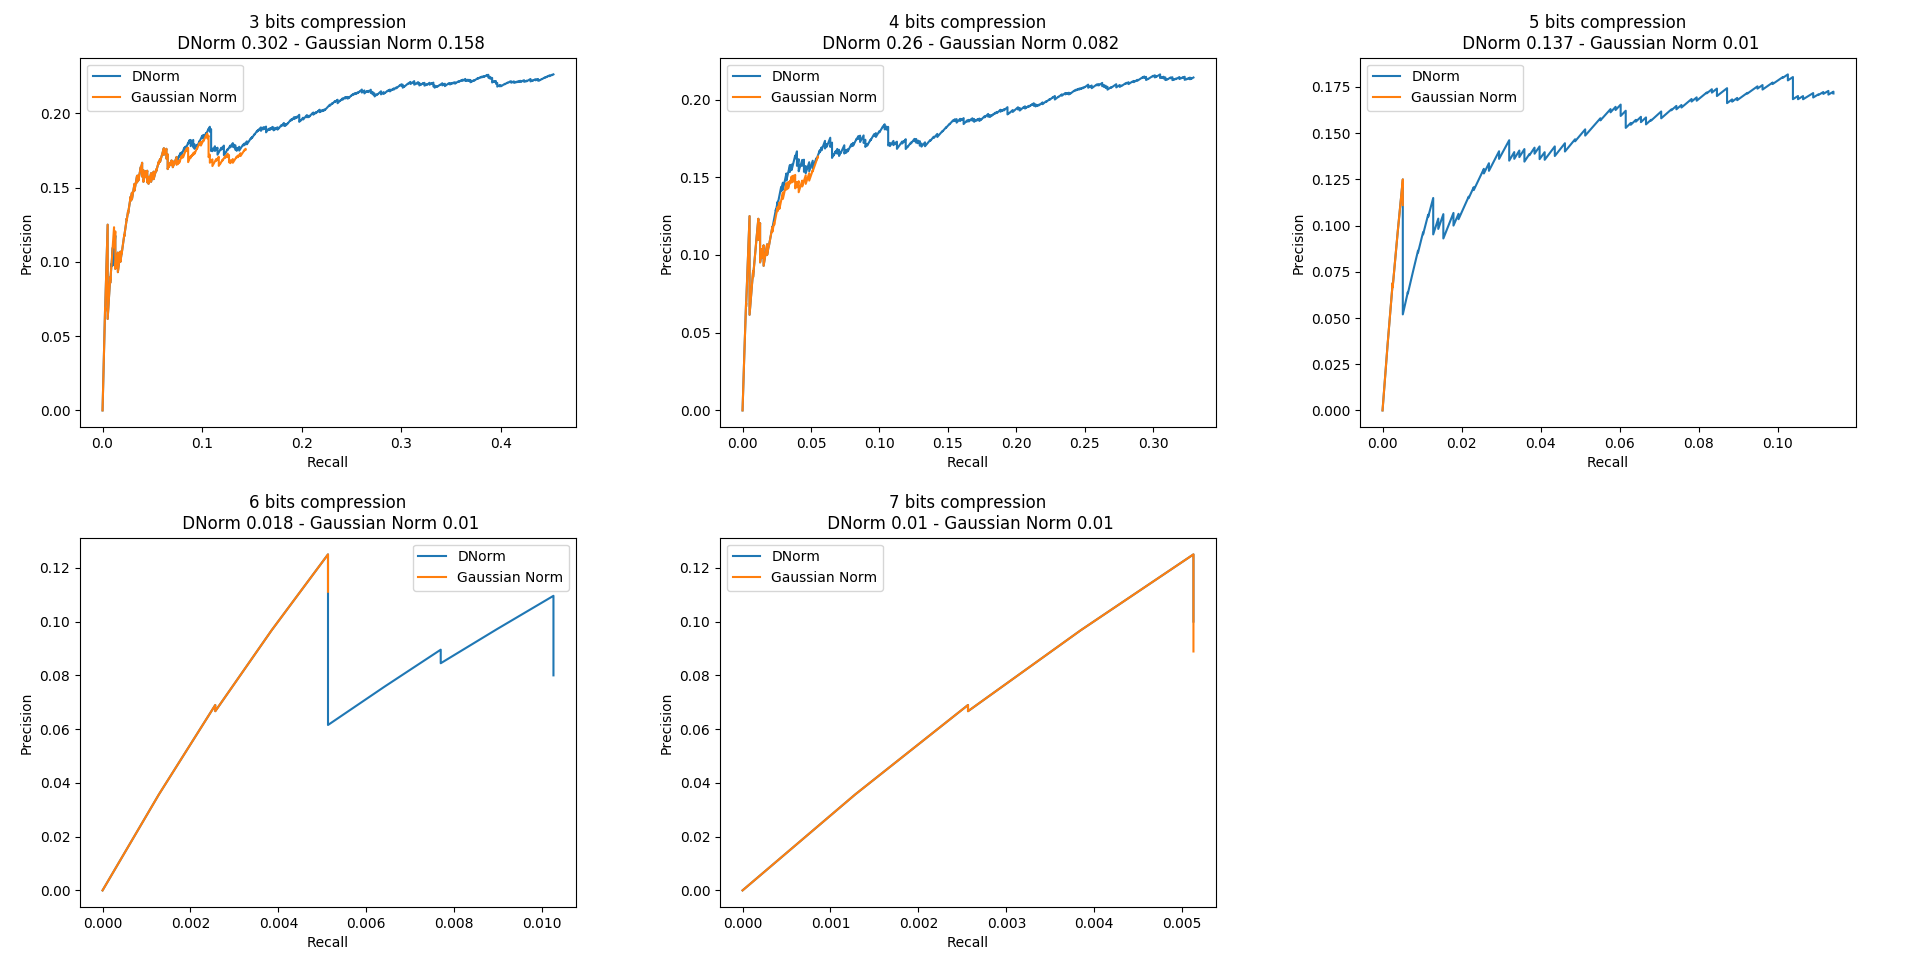 3 bits compression
DNorm 0.302 - Gaussian Norm 0.158
DNorm
Gaussian Norm
0.20
0.15
0.10
0.05
0.00
Precision
0.0 0.1 0.2 0.3 0.4
Recall
4 bits compression
DNorm 0.26 - Gaussian Norm 0.082
DNorm
Gaussian Norm
0.20
0.15
0.10
0.05
0.00
Precision
0.00 0.05 0.10 0.15 0.20 0.25 0.30
Recall
5 bits compression
DNorm 0.137 - Gaussian Norm 0.01
DNorm
Gaussian Norm
0.175
0.150
0.125
0.100
0.075
0.050
0.025
0.000
Precision
0.00 0.02 0.04 0.06 0.08 0.10
Recall
6 bits compression
DNorm 0.018 - Gaussian Norm 0.01
DNorm
Gaussian Norm
0.12
0.10
0.08
0.06
0.04
0.02
0.00
Precision
0.000 0.002 0.004 0.006 0.008 0.010
Recall
7 bits compression
DNorm 0.01 - Gaussian Norm 0.01
DNorm
Gaussian Norm
0.12
0.10
0.08
0.06
0.04
0.02
0.00
Precision
0.000 0.001 0.002 0.003 0.004 0.005
Recall